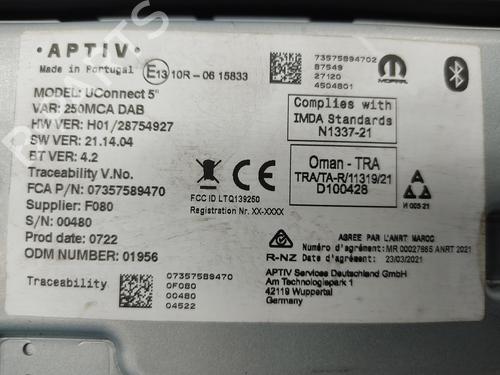 · APTIV ·
Made in Portugal
E13 10R - 06 15833
73575894702
87549
27120
4504801
MOPAR
MODEL: UConnect 5"
VAR: 250MCA DAB
HW VER: H01/28754927
SW VER: 21.14.04
BT VER: 4.2
Traceability V.No.
FCA P/N: 07357589470
Supplier: F080
S/N: 00480
Prod date: 0722
ODM NUMBER: 01956
Complies with
IMDA Standards
N1337-21
Oman - TRA
TRA/TA-R/11319/21
D100428
CE
FCC ID LTQ139250
Registration Nr. XX-XXXX
И 005 21
R-NZ
AGREE PAR L'ANRT MAROC
Numéro d'agrément: MR 00027865 ANRT 2021
Date d'agrément: 23/03/2021
APTIV Services Deutschland GmbH
Am Technologiepark 1
42119 Wuppertal
Germany
Traceability
07357589470
0F080
00480
04522